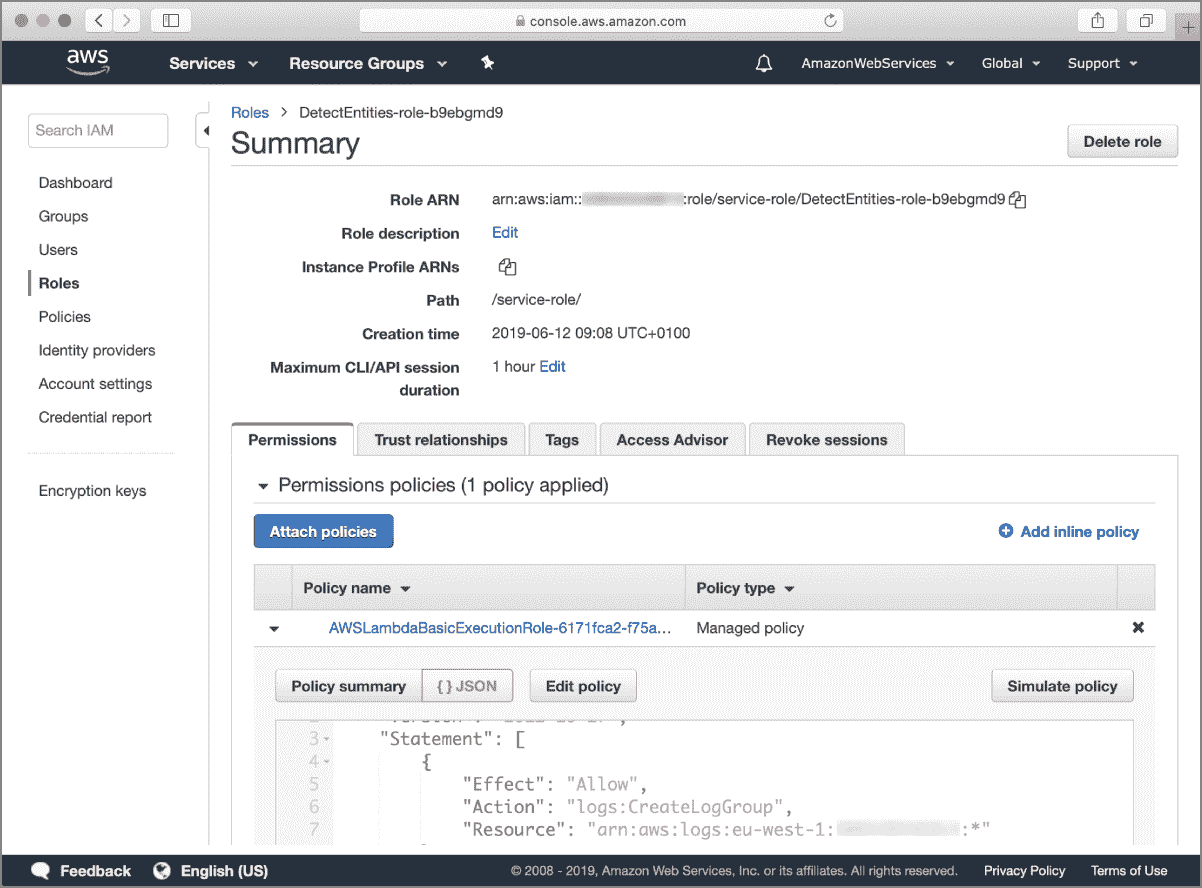 console.aws.amazon.com
aws Services Resource Groups AmazonWebServices Global Support
Search IAM
Dashboard
Groups
Users
Roles
Policies
Identity providers
Account settings
Credential report
Encryption keys
Roles > DetectEntities-role-b9ebgmd9
Summary
Delete role
Role ARN arn:aws:iam:: :role/service-role/DetectEntities-role-b9ebgmd9
Role description Edit
Instance Profile ARNs
Path /service-role/
Creation time 2019-06-12 09:08 UTC+0100
Maximum CLI/API session 1 hour Edit
duration
Permissions Trust relationships Tags Access Advisor Revoke sessions
Permissions policies (1 policy applied)
Attach policies Add inline policy
Policy name Policy type
AWSLambdaBasicExecutionRole-6171fca2-f75a... Managed policy
Policy summary { } JSON Edit policy Simulate policy
3 "Statement": [
4 {
5 "Effect": "Allow",
6 "Action": "logs:CreateLogGroup",
7 "Resource": "arn:aws:logs:eu-west-1: :*"
Feedback English (US) © 2008 - 2019, Amazon Web Services, Inc. or its affiliates. All rights reserved. Privacy Policy Terms of Use